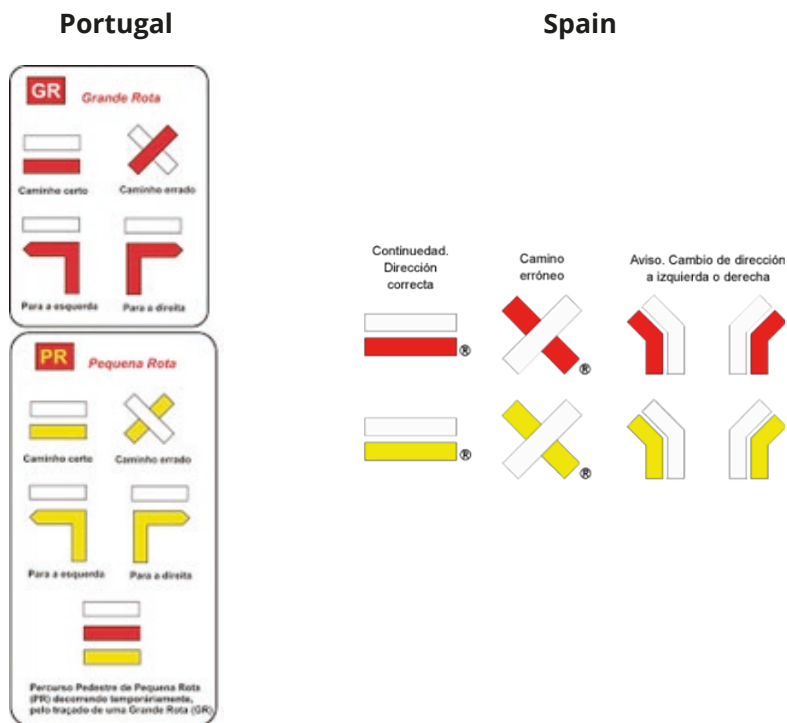 Portugal
GR Grande Rota
Caminho certo Caminho errado
Para a esquerda Para a direita
PR Pequena Rota
Caminho certo Caminho errado
Para a esquerda Para a direita
Percurso Pedestre de Pequena Rota
(PR) decorrendo temporáriamente,
pelo traçado de uma Grande Rota (GR)
Spain
Continuedad.
Dirección
correcta
Camino
erróneo
Aviso. Cambio de dirección
a izquierda o derecha
® ®
® ®